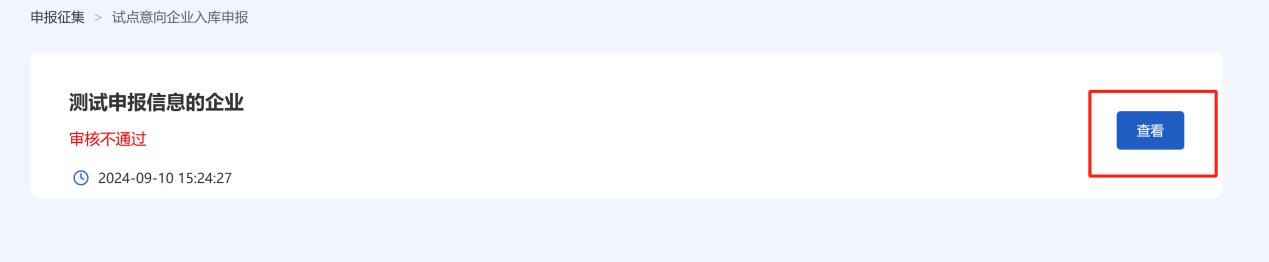 申报征集 > 试点意向企业入库申报
测试申报信息的企业
审核不通过
查看
2024-09-10 15:24:27